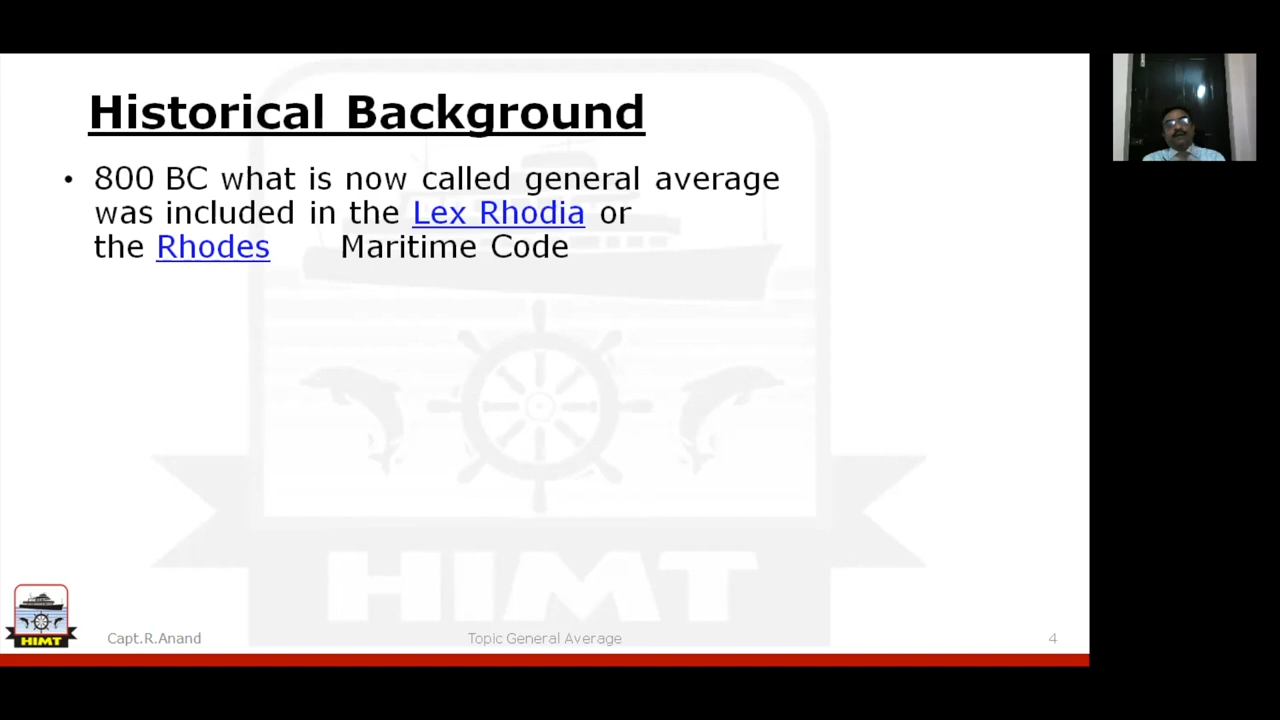 Historical Background
• 800 BC what is now called general average
was included in the Lex Rhodia or
the Rhodes Maritime Code
HIMT
HIMT
Capt.R.Anand
Topic General Average
4